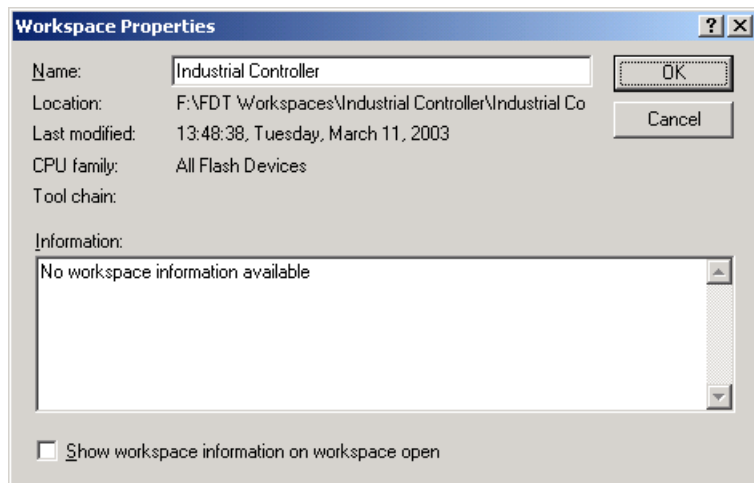 Workspace Properties
Name: Industrial Controller
OK
Location: F:\FDT Workspaces\Industrial Controller\Industrial Co
Cancel
Last modified: 13:48:38, Tuesday, March 11, 2003
CPU family: All Flash Devices
Tool chain:
Information:
No workspace information available
Show workspace information on workspace open